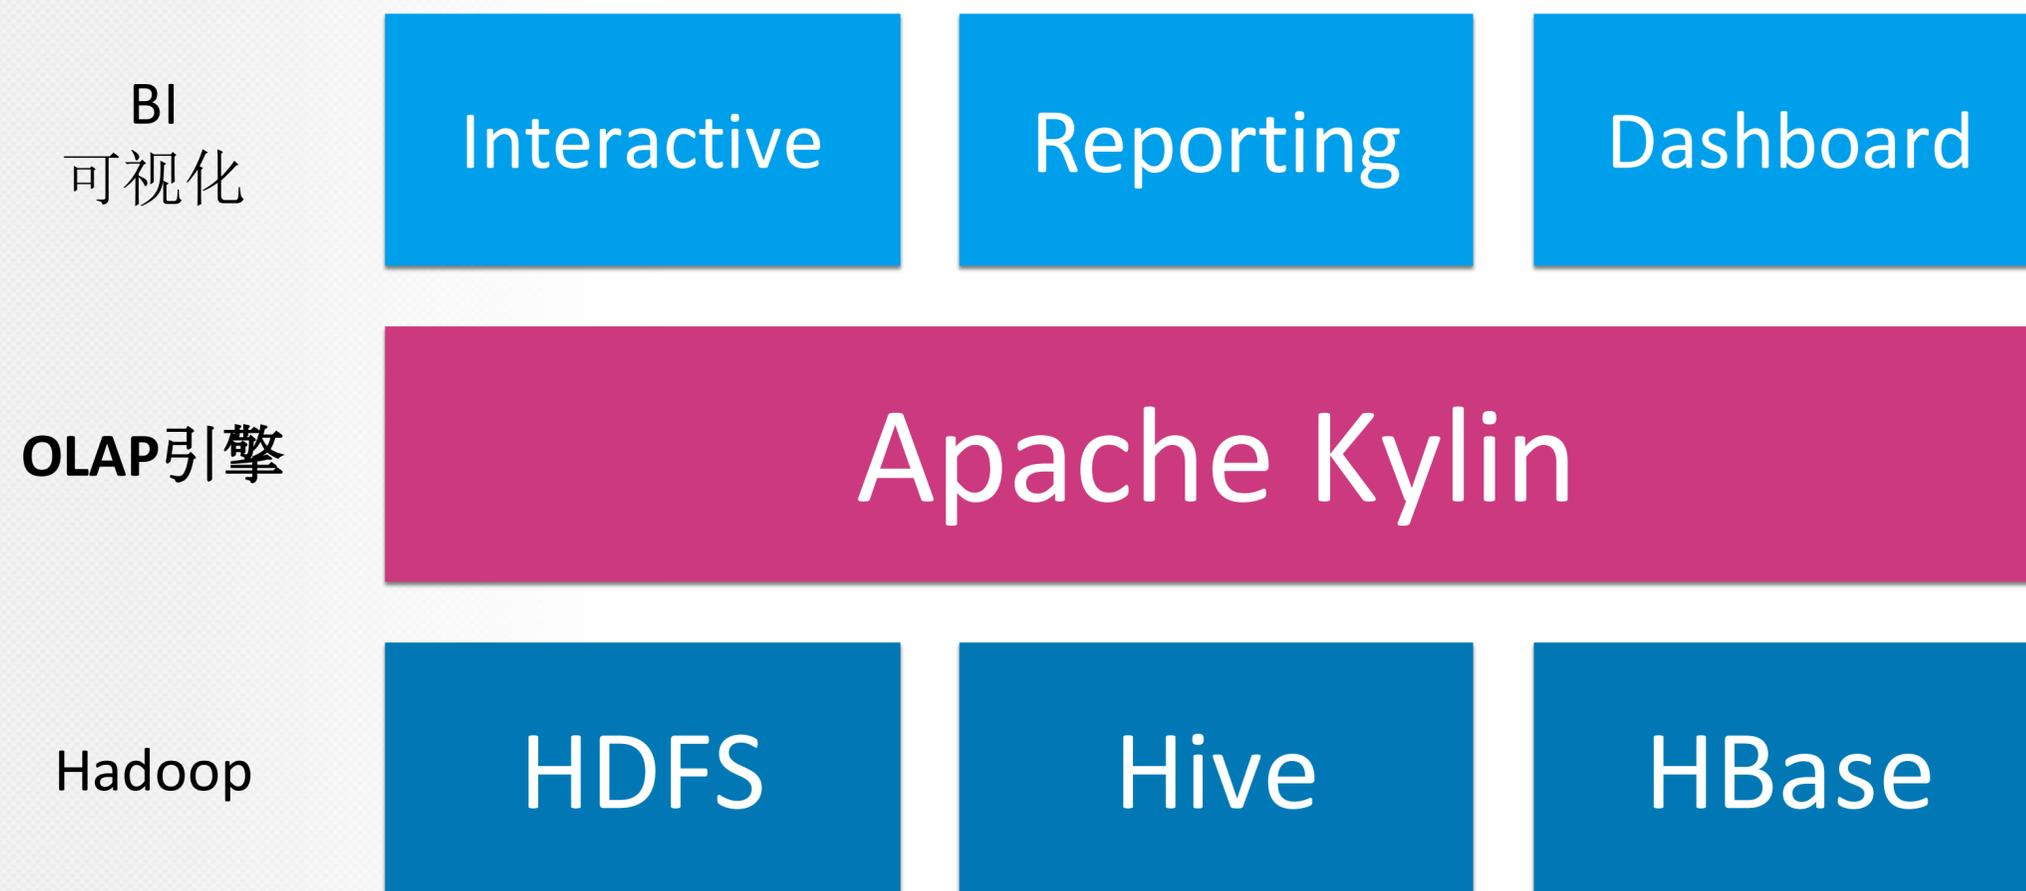 BI
可视化
Interactive
Reporting
Dashboard
OLAP引擎
Apache Kylin
Hadoop
HDFS
Hive
HBase